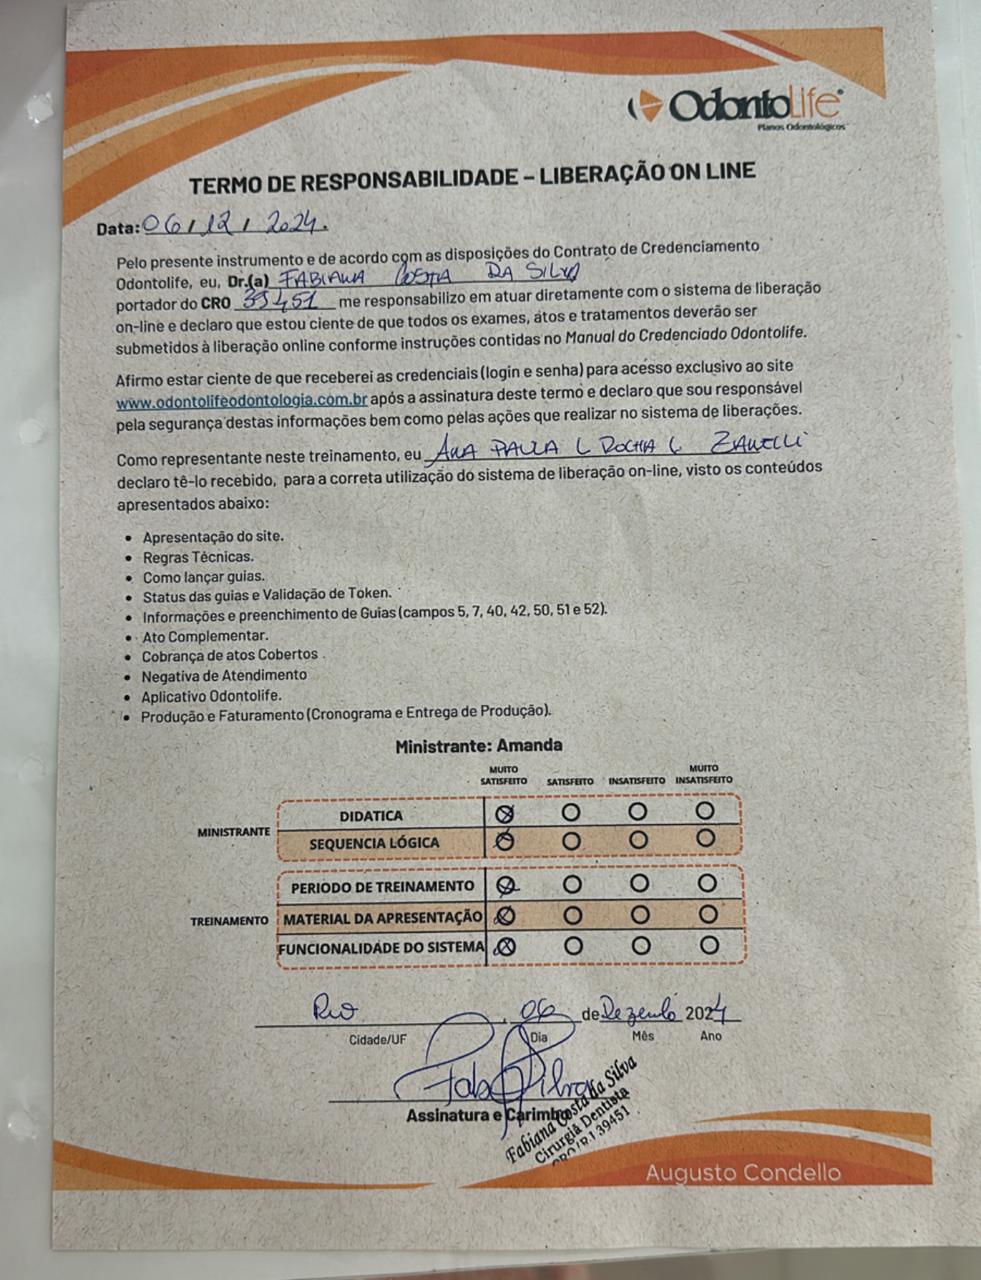 OdontoLife
Planos Odontológicos
TERMO DE RESPONSABILIDADE – LIBERAÇÃO ON LINE
Data: 06 / 12 / 2024.
Pelo presente instrumento e de acordo com as disposições do Contrato de Credenciamento
Odontolife, eu, Dr.(a) FABIANA COSTA DA SILVA
portador do CRO 39451 me responsabilizo em atuar diretamente com o sistema de liberação
on-line e declaro que estou ciente de que todos os exames, atos e tratamentos deverão ser
submetidos à liberação online conforme instruções contidas no Manual do Credenciado Odontolife.
Afirmo estar ciente de que receberei as credenciais (login e senha) para acesso exclusivo ao site
www.odontolifeodontologia.com.br após a assinatura deste termo e declaro que sou responsável
pela segurança destas informações bem como pelas ações que realizar no sistema de liberações.
Como representante neste treinamento, eu ANA PAULA L ROCHA L ZANELLI
declaro tê-lo recebido, para a correta utilização do sistema de liberação on-line, visto os conteúdos
apresentados abaixo:
• Apresentação do site.
• Regras Técnicas.
• Como lançar guias.
• Status das guias e Validação de Token.
• Informações e preenchimento de Guias (campos 5, 7, 40, 42, 50, 51 e 52).
• Ato Complementar.
• Cobrança de atos Cobertos .
• Negativa de Atendimento
• Aplicativo Odontolife.
• Produção e Faturamento (Cronograma e Entrega de Produção).
Ministrante: Amanda
MUITO SATISFEITO SATISFEITO INSATISFEITO MUITO INSATISFEITO
MINISTRANTE
DIDATICA
SEQUENCIA LÓGICA
TREINAMENTO
PERIODO DE TREINAMENTO
MATERIAL DA APRESENTAÇÃO
FUNCIONALIDADE DO SISTEMA
Rio, 06 de Dezembro 2024
Cidade/UF Dia Mês Ano
Fab Silva
Assinatura e Carimbo
Fabiana Costa da Silva
Cirurgiã Dentista
CRO/RJ 39451
Augusto Condello